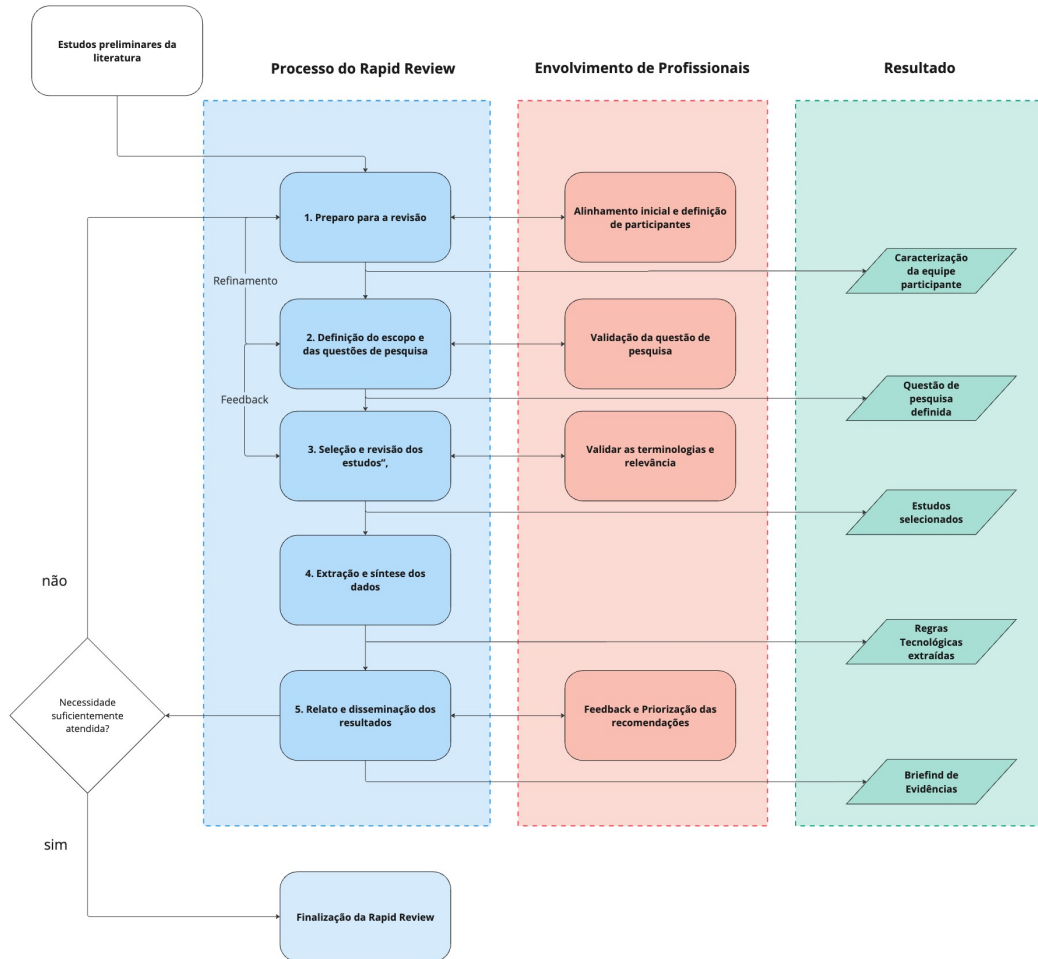 Estudos preliminares da
literatura
Processo do Rapid Review
Envolvimento de Profissionais
Resultado
1. Preparo para a revisão
Alinhamento inicial e definição
de participantes
Caracterização
da equipe
participante
Refinamento
2. Definição do escopo e
das questões de pesquisa
Validação da questão de
pesquisa
Questão de
pesquisa
definida
Feedback
3. Seleção e revisão dos
estudos”,
Validar as terminologias e
relevância
Estudos
selecionados
4. Extração e síntese dos
dados
não
Regras
Tecnológicas
extraídas
Necessidade
suficientemente
atendida?
5. Relato e disseminação dos
resultados
Feedback e Priorização das
recomendações
Briefind de
Evidências
sim
Finalização da Rapid Review